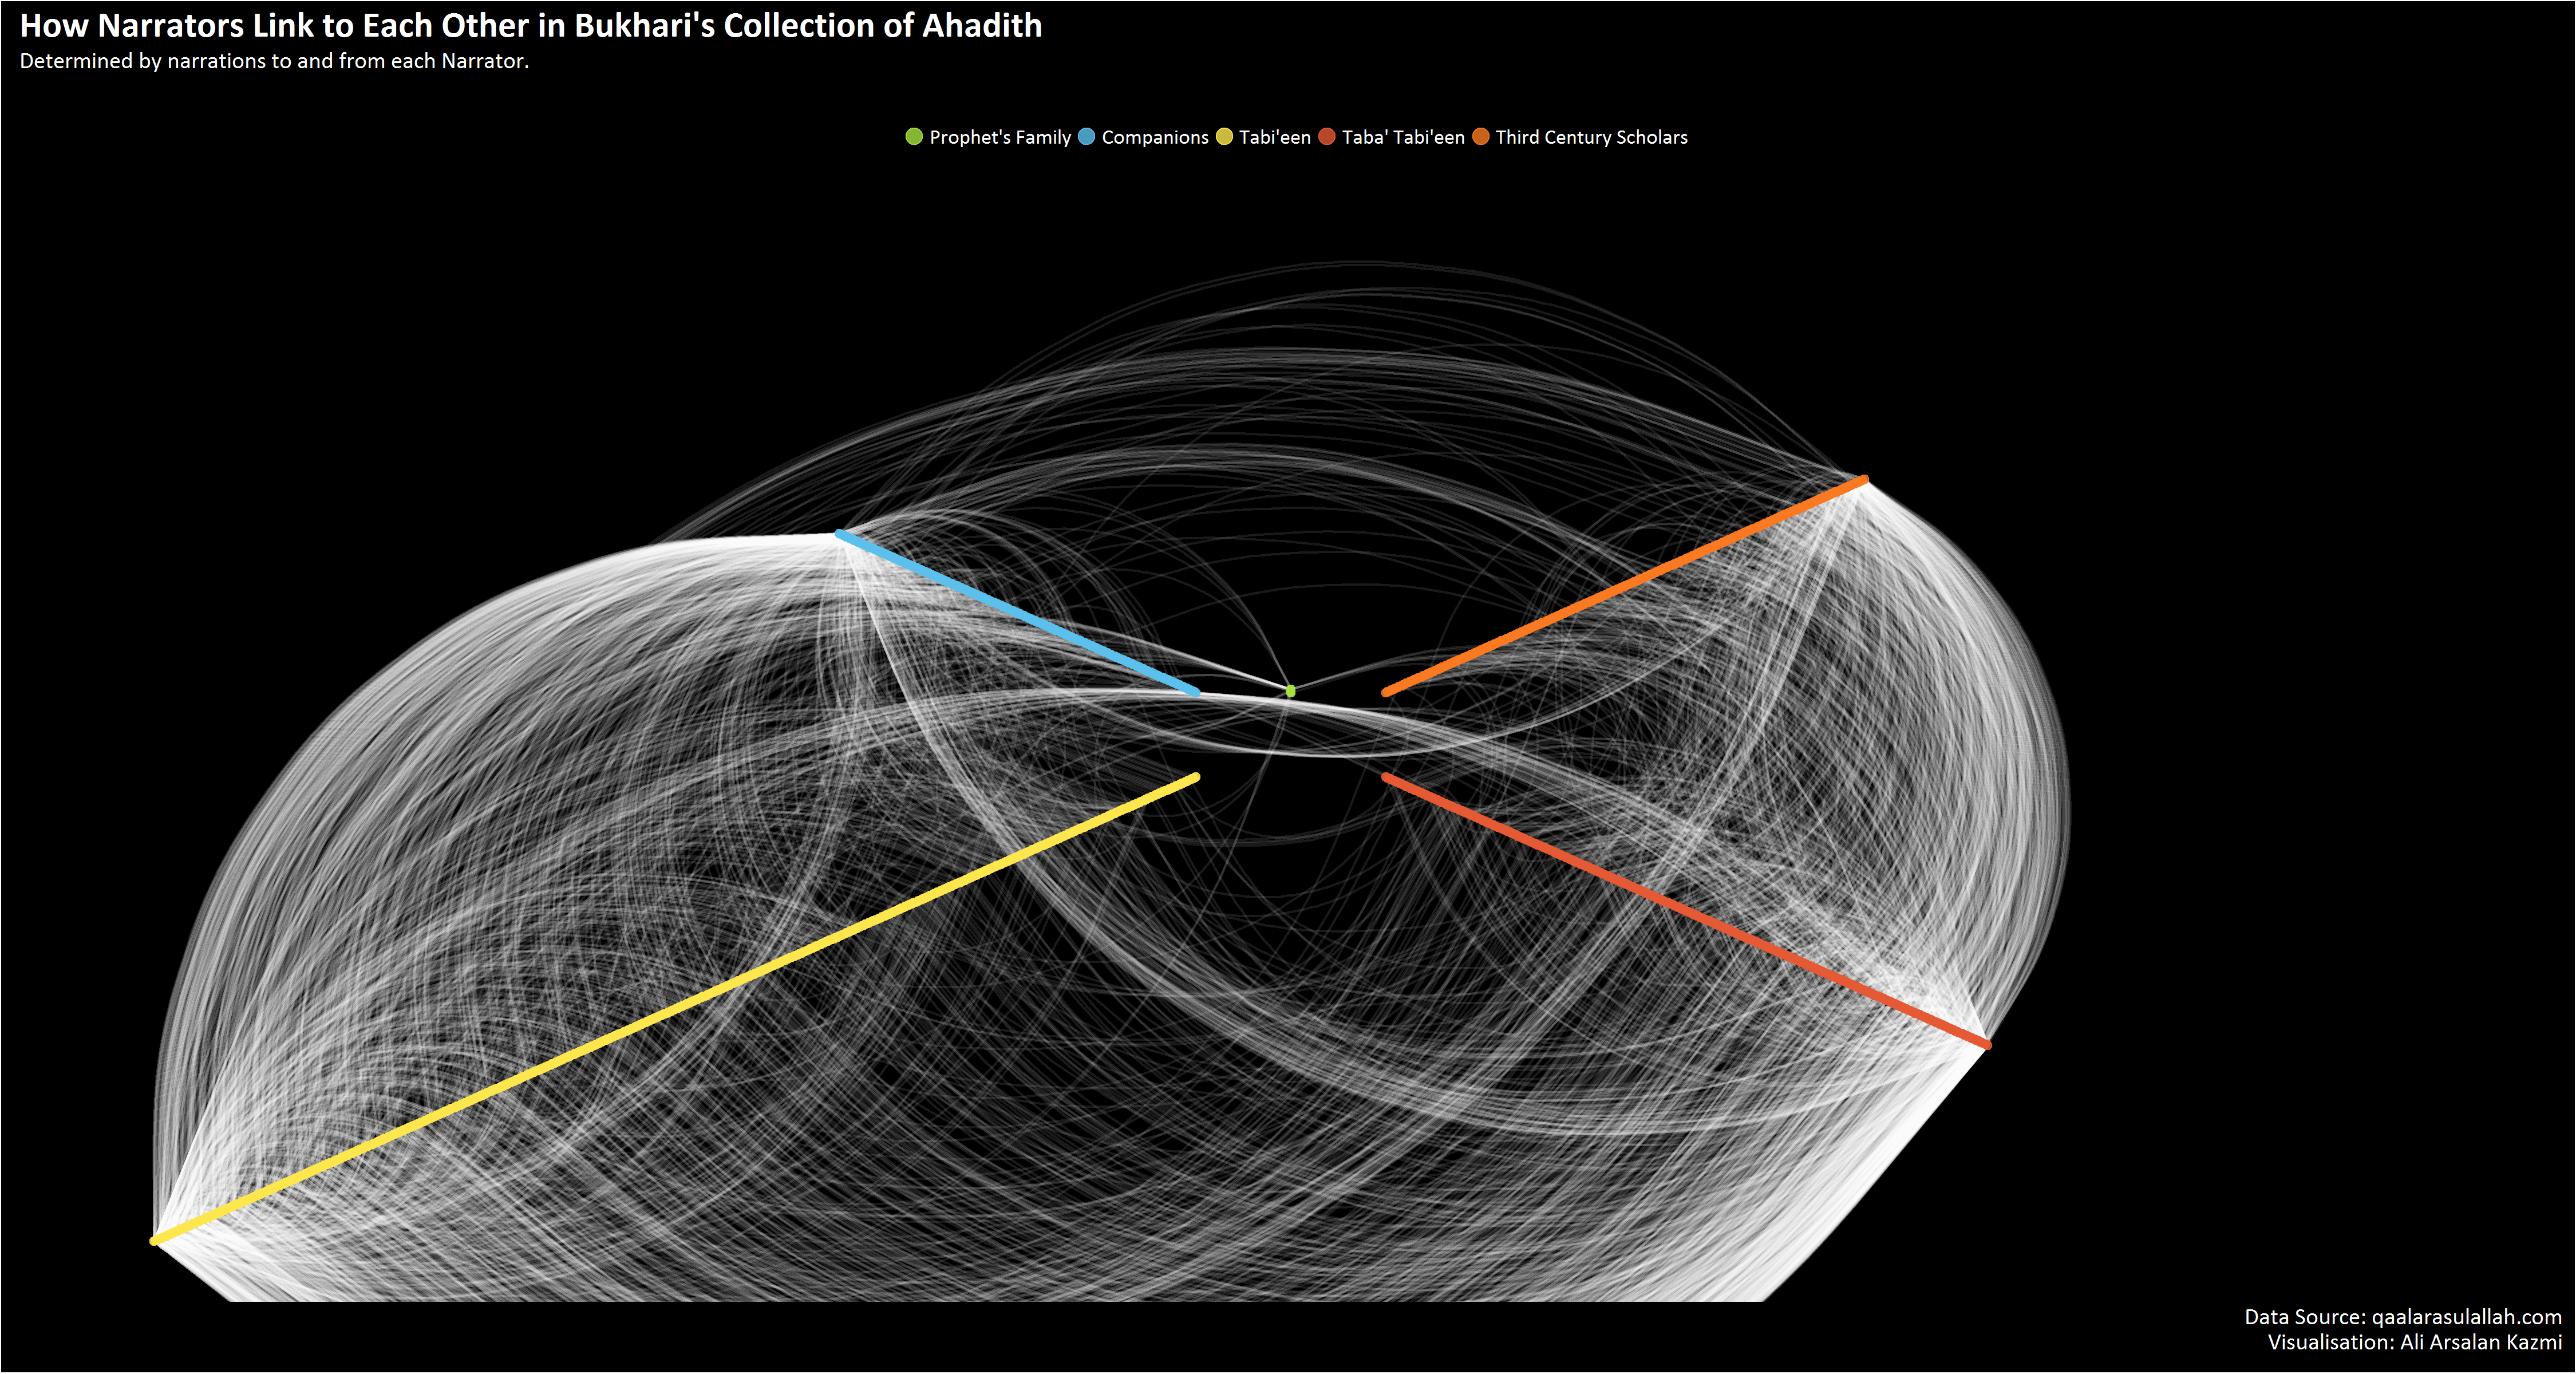 How Narrators Link to Each Other in Bukhari's Collection of Ahadith
Determined by narrations to and from each Narrator.
Prophet's Family Companions Tabi'een Taba' Tabi'een Third Century Scholars
Data Source: qaalarasulallah.com
Visualisation: Ali Arsalan Kazmi